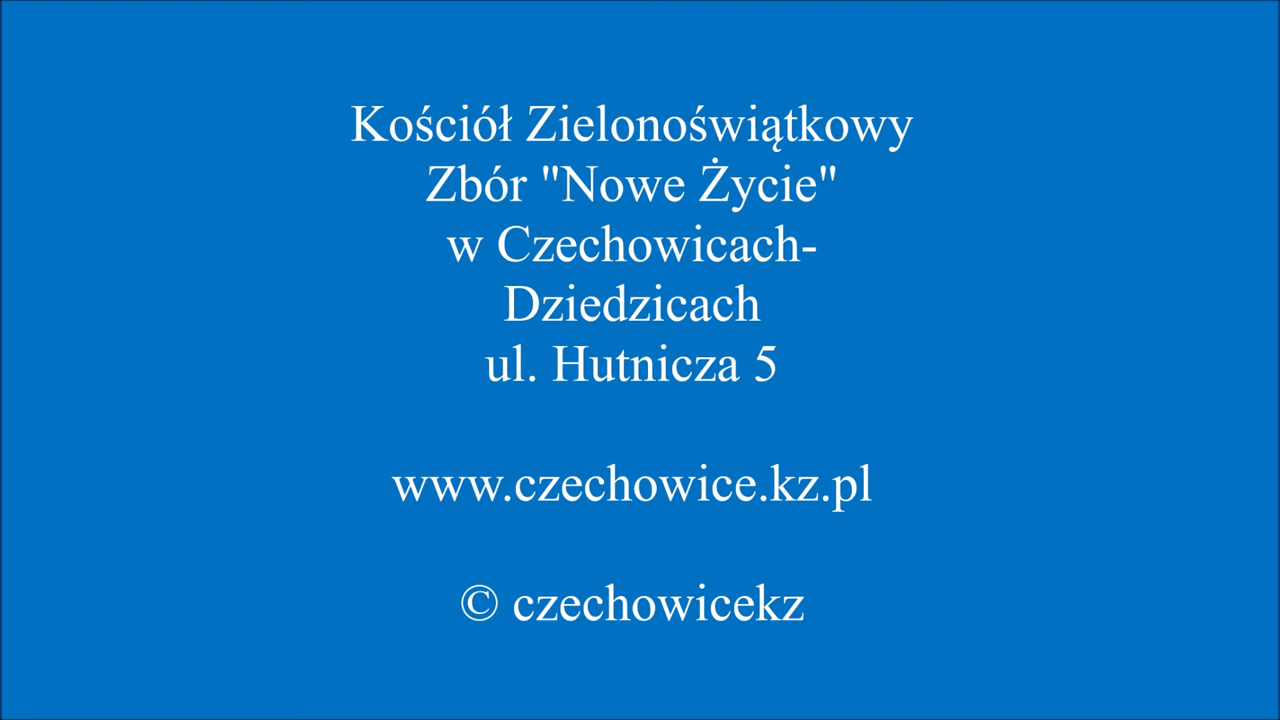 Kościół Zielonoświątkowy
Zbór "Nowe Życie"
w Czechowicach-
Dziedzicach
ul. Hutnicza 5
www.czechowice.kz.pl
© czechowicekz